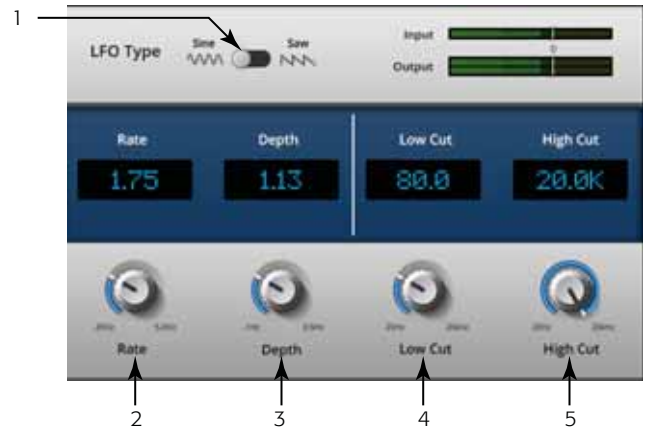 1
LFO Type
Sine
Saw
Input
0
Output
Rate
Depth
Low Cut
High Cut
1.75
1.13
80.0
20.0K
Rate
Depth
Low Cut
High Cut
2
3
4
5